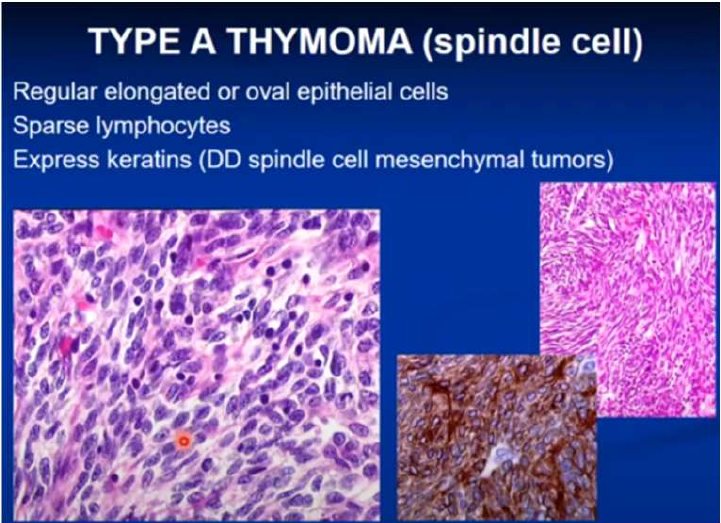 TYPE A THYMOMA (spindle cell)
Regular elongated or oval epithelial cells
Sparse lymphocytes
Express keratins (DD spindle cell mesenchymal tumors)